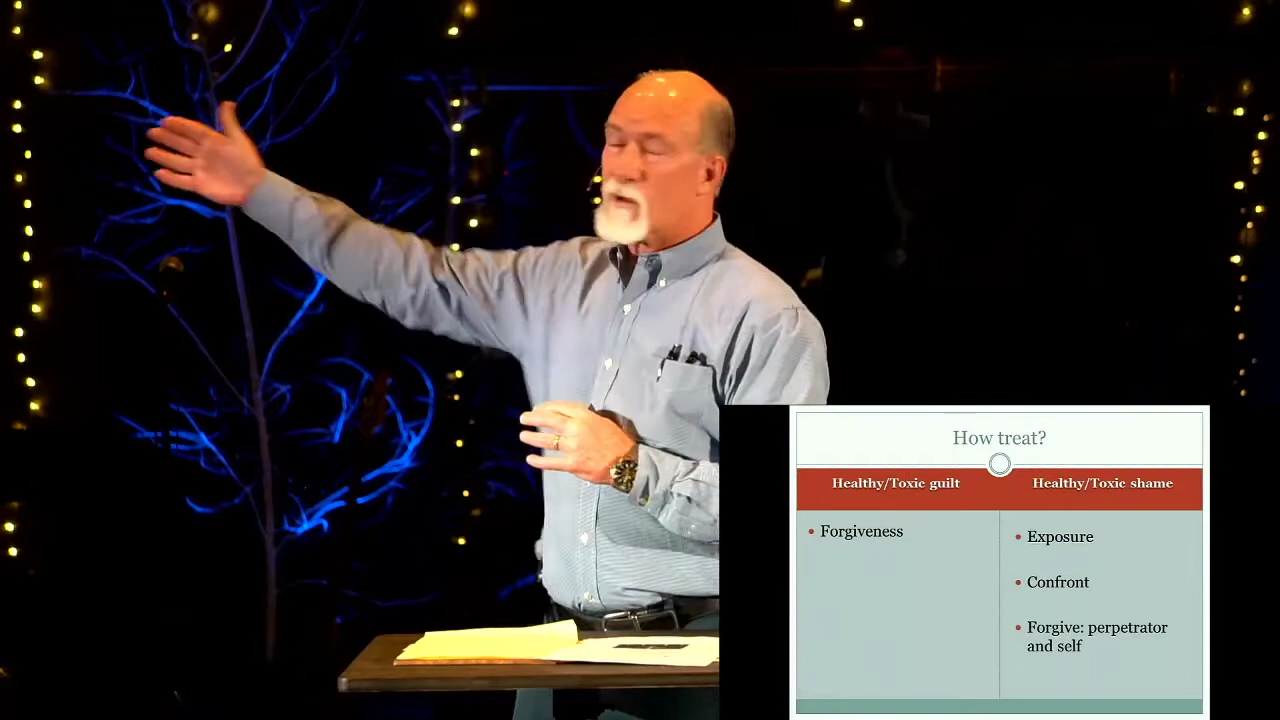 How treat?
Healthy/Toxic guilt
Healthy/Toxic shame
• Forgiveness
• Exposure
• Confront
• Forgive: perpetrator
and self